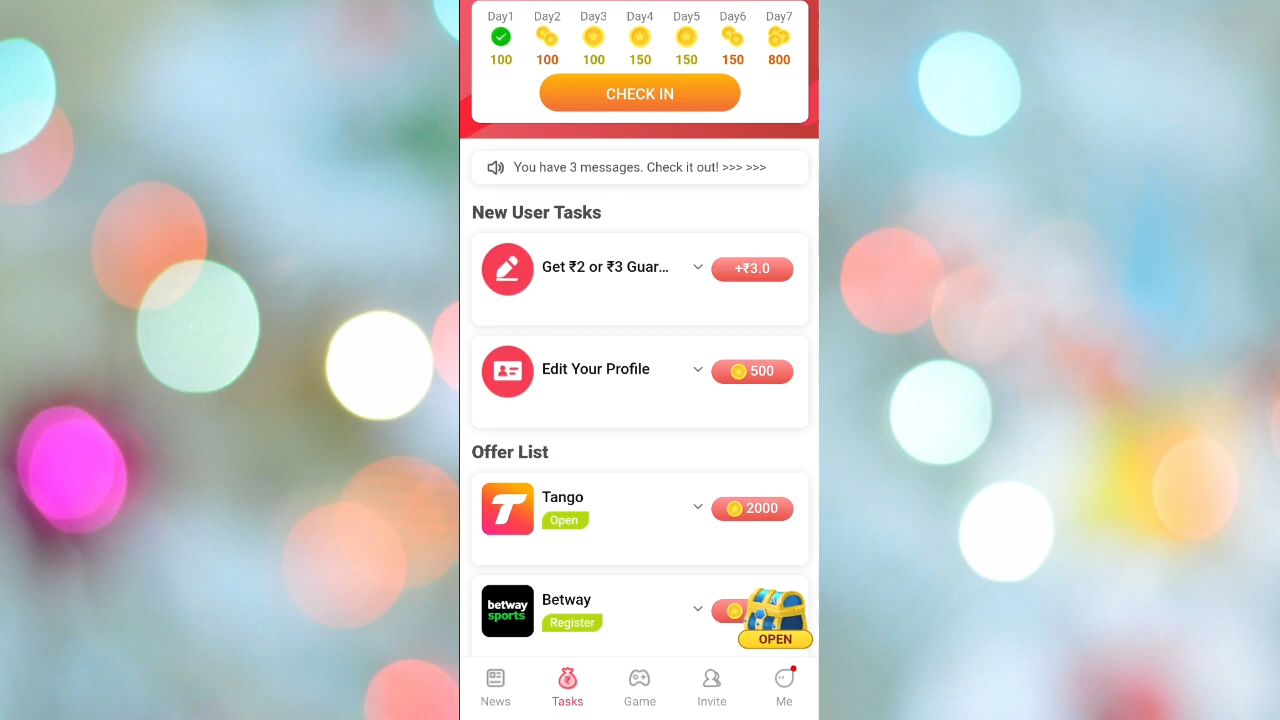 Day1 Day2 Day3 Day4 Day5 Day6 Day7
100 100 100 150 150 150 800
CHECK IN
You have 3 messages. Check it out! >>> >>>
New User Tasks
Get ₹2 or ₹3 Guar... +₹3.0
Edit Your Profile 500
Offer List
Tango 2000
Open
Betway
betway
sports
Register
OPEN
News Tasks Game Invite Me